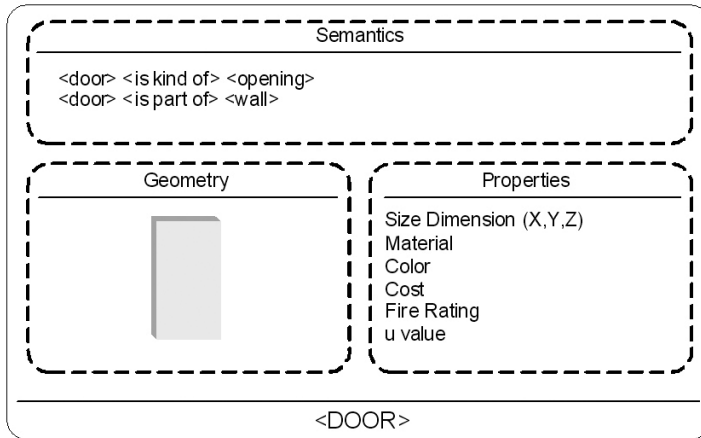 Semantics
<door> <is kind of> <opening>
<door> <is part of> <wall>
Geometry
Properties
Size Dimension (X,Y,Z)
Material
Color
Cost
Fire Rating
u value
<DOOR>